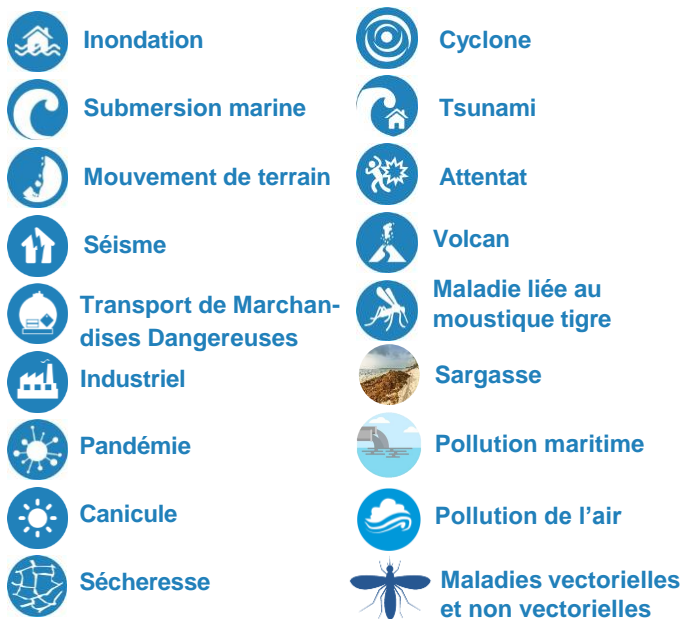 Inondation
Submersion marine
Mouvement de terrain
Séisme
Transport de Marchan-
dises Dangereuses
Industriel
Pandémie
Canicule
Sécheresse
Cyclone
Tsunami
Attentat
Volcan
Maladie liée au
moustique tigre
Sargasse
Pollution maritime
Pollution de l’air
Maladies vectorielles
et non vectorielles